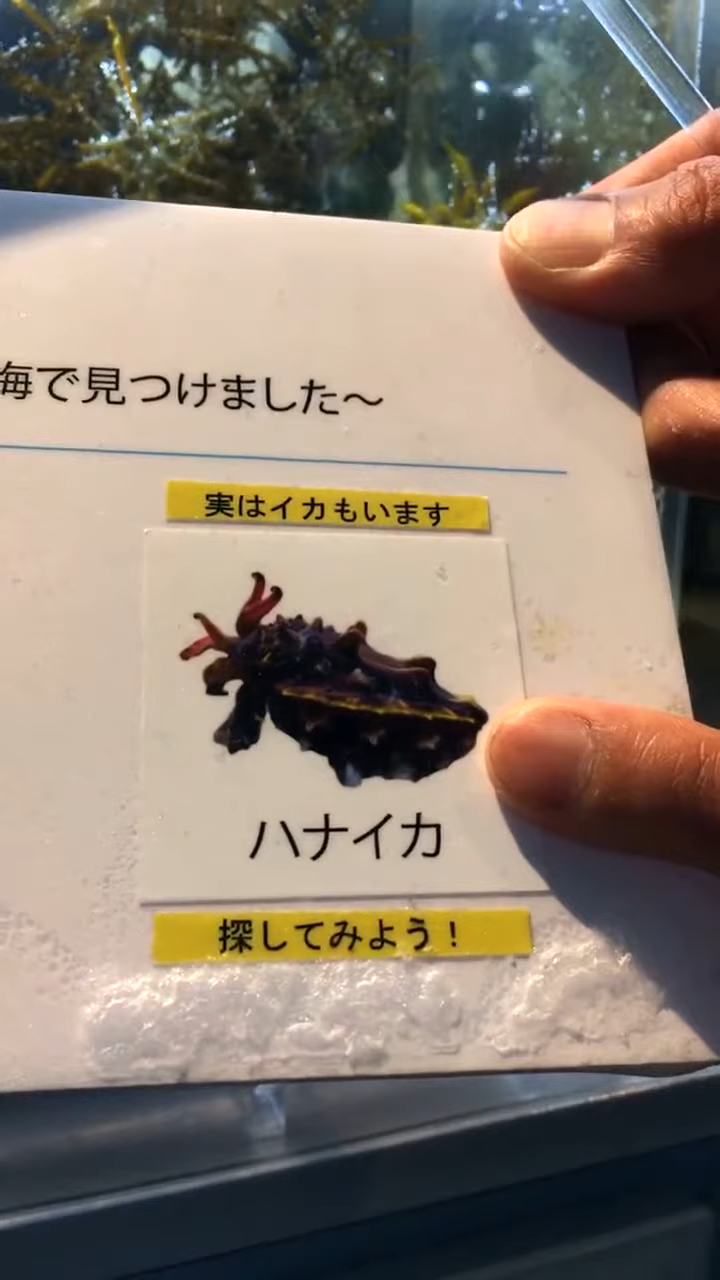 海で見つけました〜
実はイカもいます
ハナイカ
探してみよう！